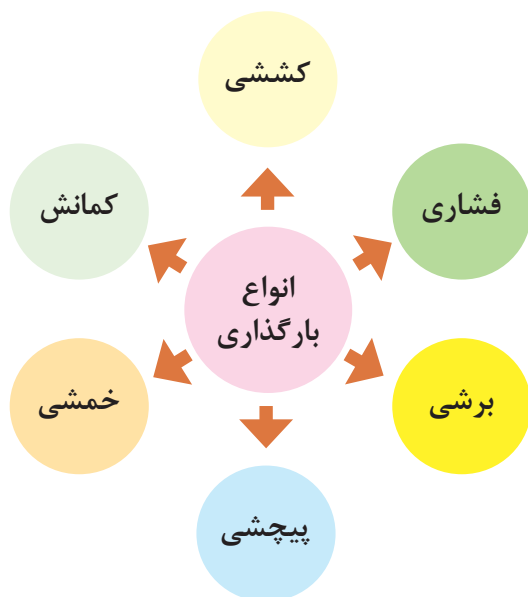 کششی
فشاری
کمانش
انواع
بارگذاری
برشی
خمشی
پیچشی